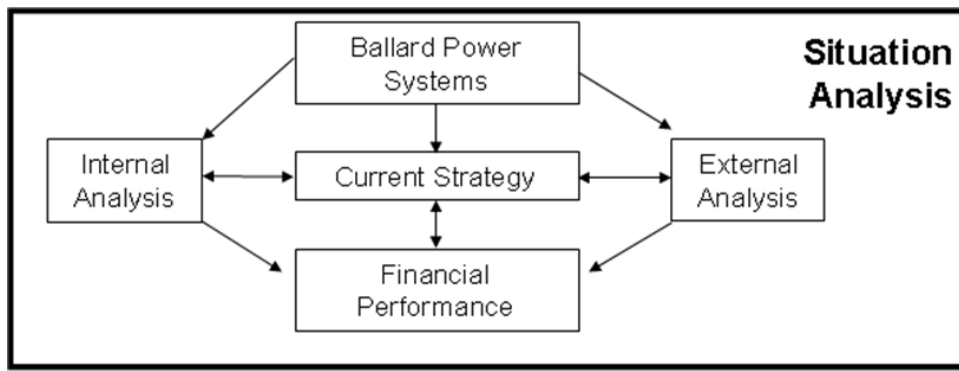 Ballard Power
Systems
Situation
Analysis
Internal
Analysis
Current Strategy
External
Analysis
Financial
Performance